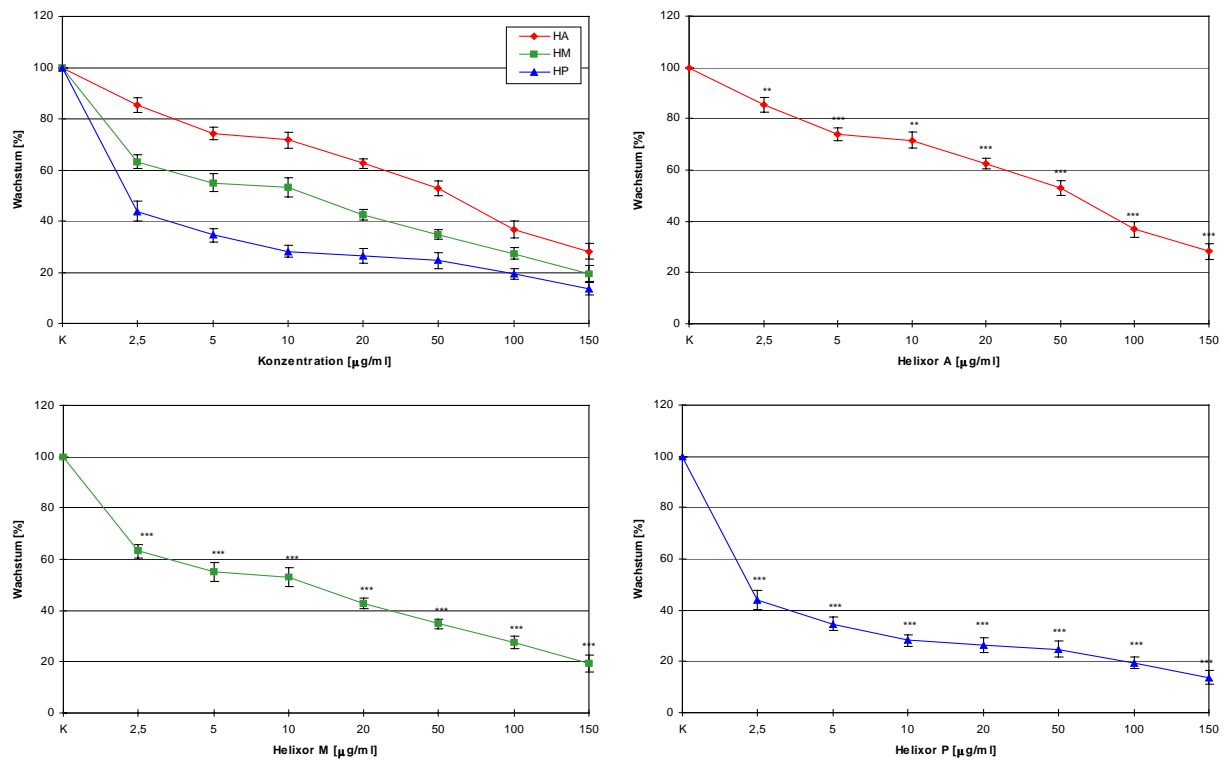 120
100
80
60
40
20
0
Wachstum [%]
HA
HM
HP
K 2,5 5 10 20 50 100 150
Konzentration [µg/ml]
120
100
80
60
40
20
0
Wachstum [%]
** *** ** *** *** *** ***
K 2,5 5 10 20 50 100 150
Helixor A [µg/ml]
120
100
80
60
40
20
0
Wachstum [%]
*** *** *** *** *** *** ***
K 2,5 5 10 20 50 100 150
Helixor M [µg/ml]
120
100
80
60
40
20
0
Wachstum [%]
*** *** *** *** *** *** ***
K 2,5 5 10 20 50 100 150
Helixor P [µg/ml]